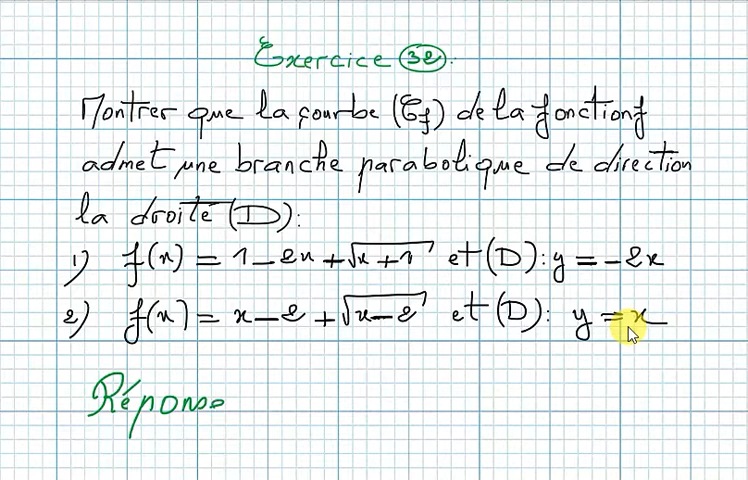 Exercice 32:
Montrer que la courbe (Cf) de la fonction f
admet une branche parabolique de direction
la droite (D):
1) f(x) = 1 - 2x + √x+1 et (D): y = -2x
2) f(x) = x - 2 + √x-2 et (D): y = x
Réponse